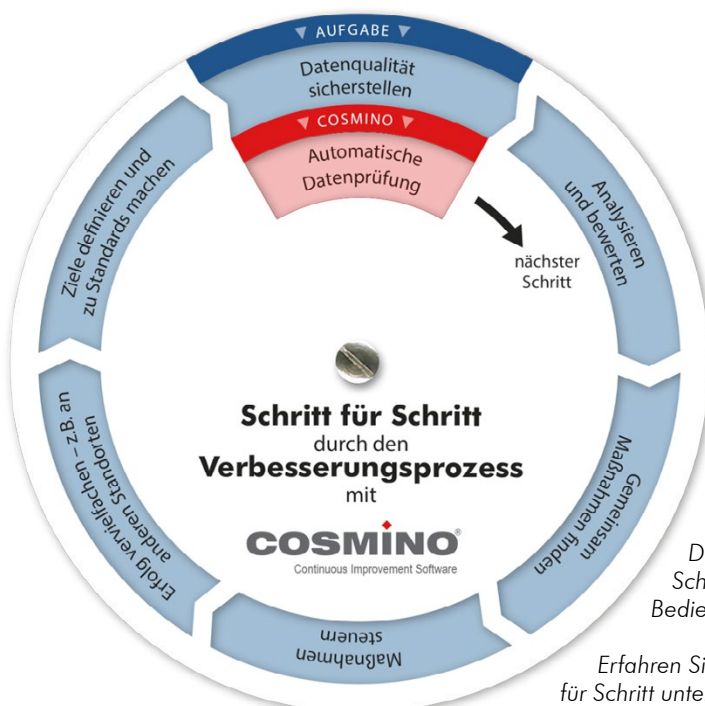 ▼ AUFGABE ▼
Datenqualität
sicherstellen
▼ COSMINO ▼
Automatische
Datenprüfung
Analysieren
und bewerten
nächster
Schritt
Gemeinsam
Maßnahmen finden
Maßnahmen
steuern
Erfolg vervielfachen – z.B. an
anderen Standorten
Ziele definieren und
zu Standards machen
Schritt für Schritt
durch den
Verbesserungsprozess
mit
COSMINO®
Continuous Improvement Software
D
Sch
Bedie
Erfahren Si
für Schritt unte